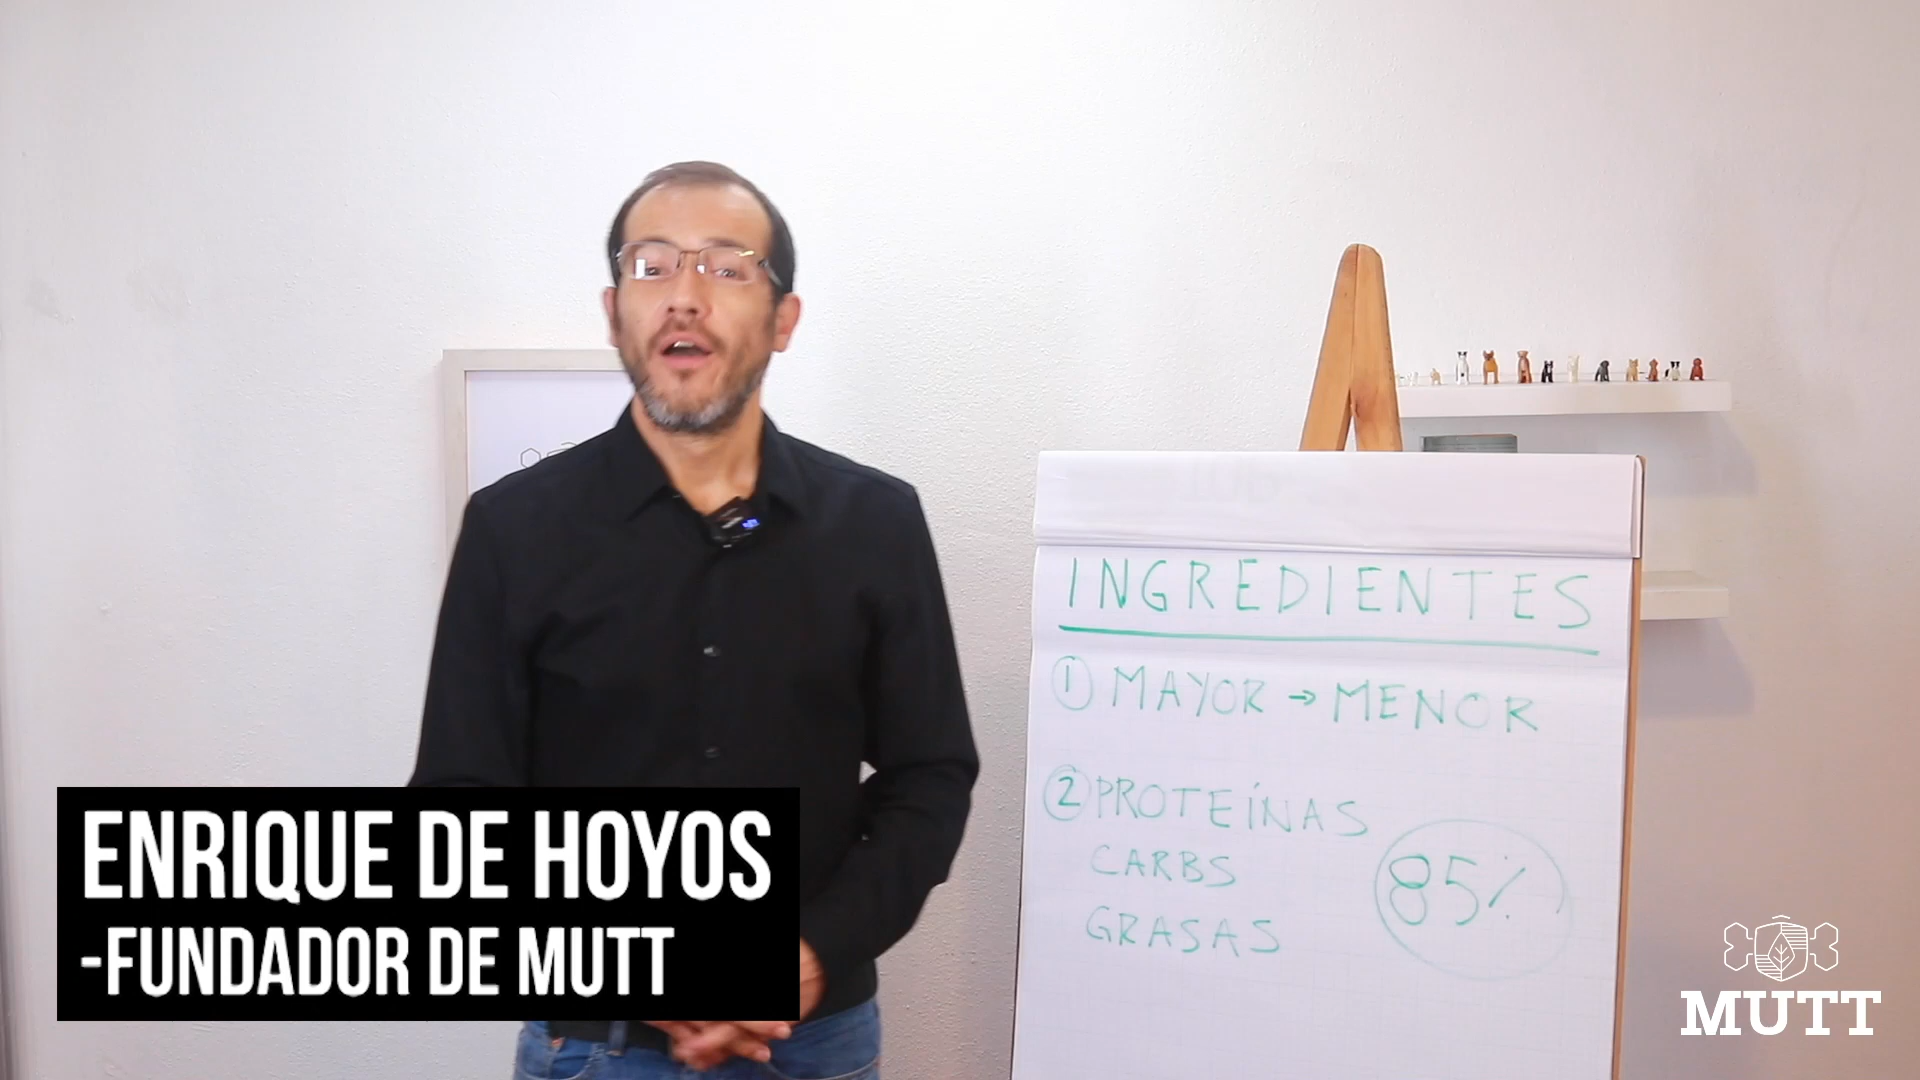 ENRIQUE DE HOYOS
-FUNDADOR DE MUTT
INGREDIENTES
1 MAYOR → MENOR
2 PROTEÍNAS
CARBS
GRASAS
85%
MUTT